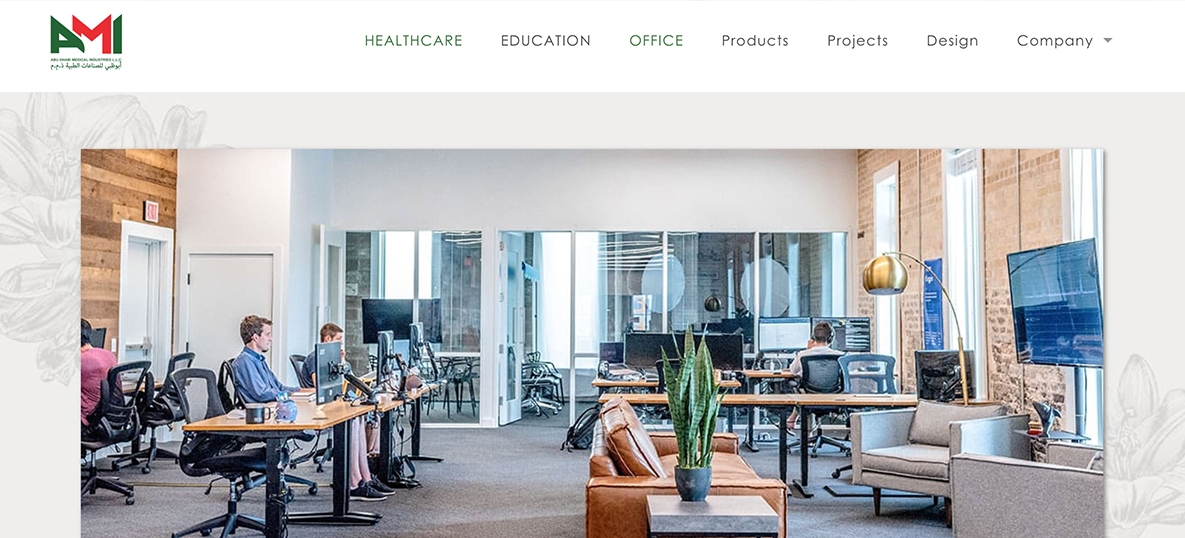 AMI
ABU DHABI MEDICAL INDUSTRIES L.L.C
أبوظبي للصناعات الطبية ذ.م.م
HEALTHCARE EDUCATION OFFICE Products Projects Design Company